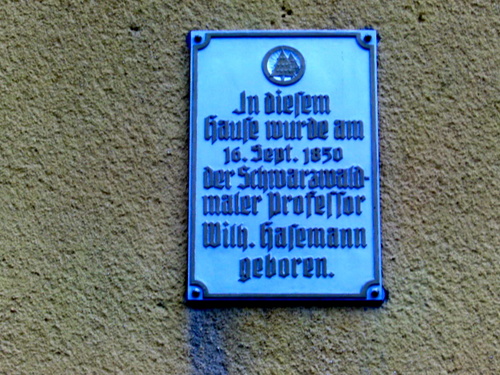 In dieſem
Hauſe wurde am
16. Sept. 1850
der Schwarzwald-
maler Profeſſor
Wilh. Haſemann
geboren.